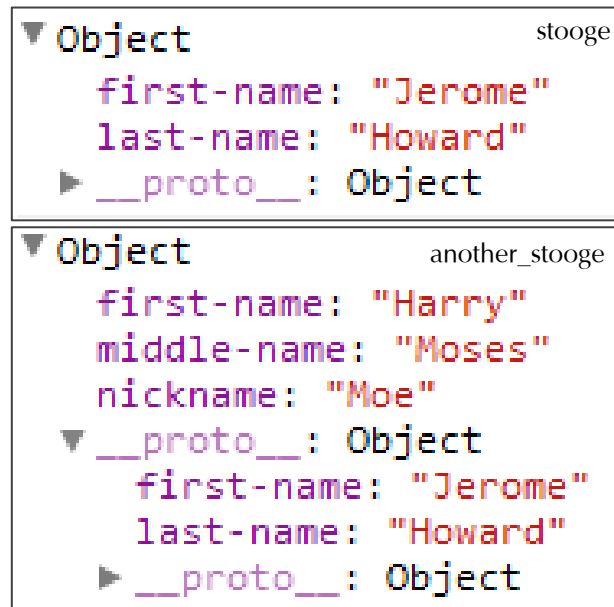 ▼ Object stooge
first-name: "Jerome"
last-name: "Howard"
▶ __proto__: Object
▼ Object another_stooge
first-name: "Harry"
middle-name: "Moses"
nickname: "Moe"
▼ __proto__: Object
first-name: "Jerome"
last-name: "Howard"
▶ __proto__: Object